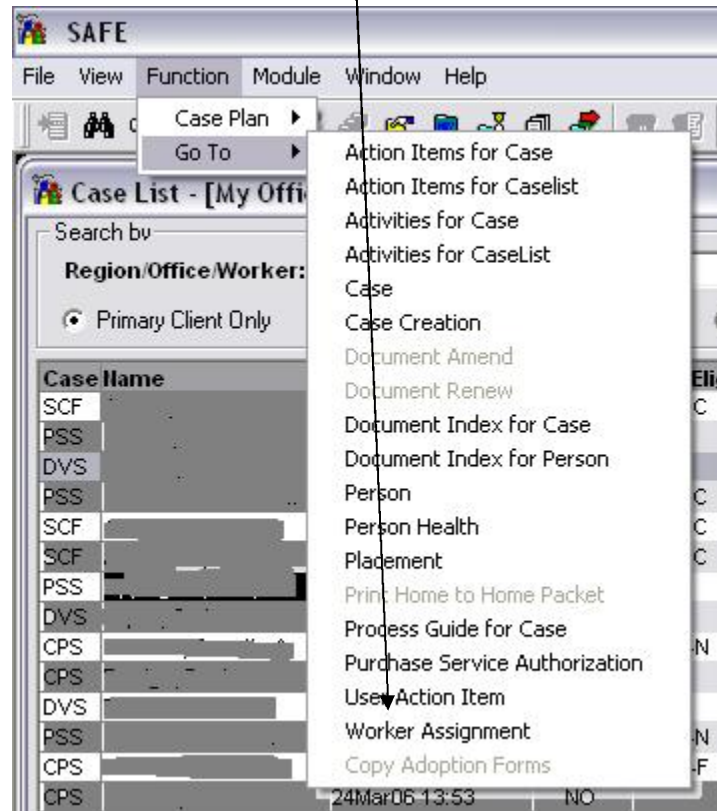 SAFE
File View Function Module Window Help
Case Plan
Go To
Action Items for Case
Action Items for Caselist
Activities for Case
Activities for CaseList
Case
Case Creation
Document Amend
Document Renew
Document Index for Case
Document Index for Person
Person
Person Health
Placement
Print Home to Home Packet
Process Guide for Case
Purchase Service Authorization
User Action Item
Worker Assignment
Copy Adoption Forms
Case List - [My Offi
Search by
Region/Office/Worker:
Primary Client Only
Case Name Eli
SCF C
PSS
DVS
PSS C
SCF C
SCF C
PSS
DVS
CPS N
CPS
DVS
PSS N
CPS F
CPS 24Mar06 13:53 NO